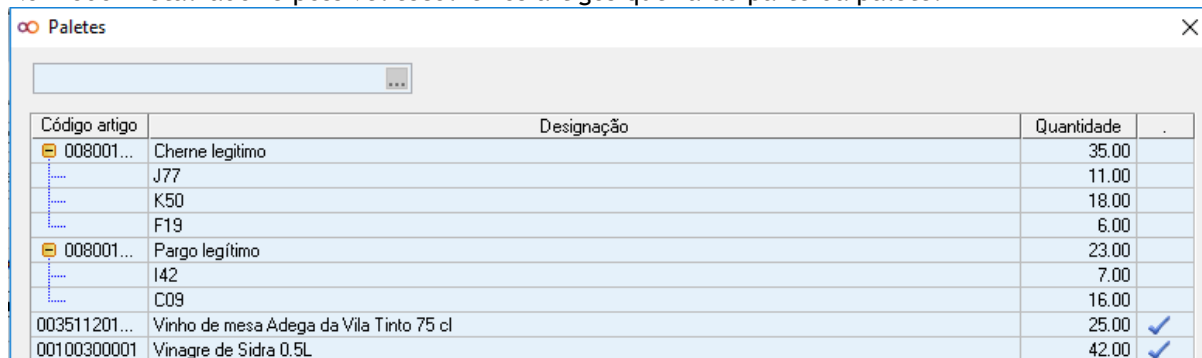 Paletes
...
Código artigo Designação Quantidade .
008001... Cherne legitimo 35.00
J77 11.00
K50 18.00
F19 6.00
008001... Pargo legítimo 23.00
I42 7.00
C09 16.00
003511201... Vinho de mesa Adega da Vila Tinto 75 cl 25.00
00100300001 Vinagre de Sidra 0.5L 42.00